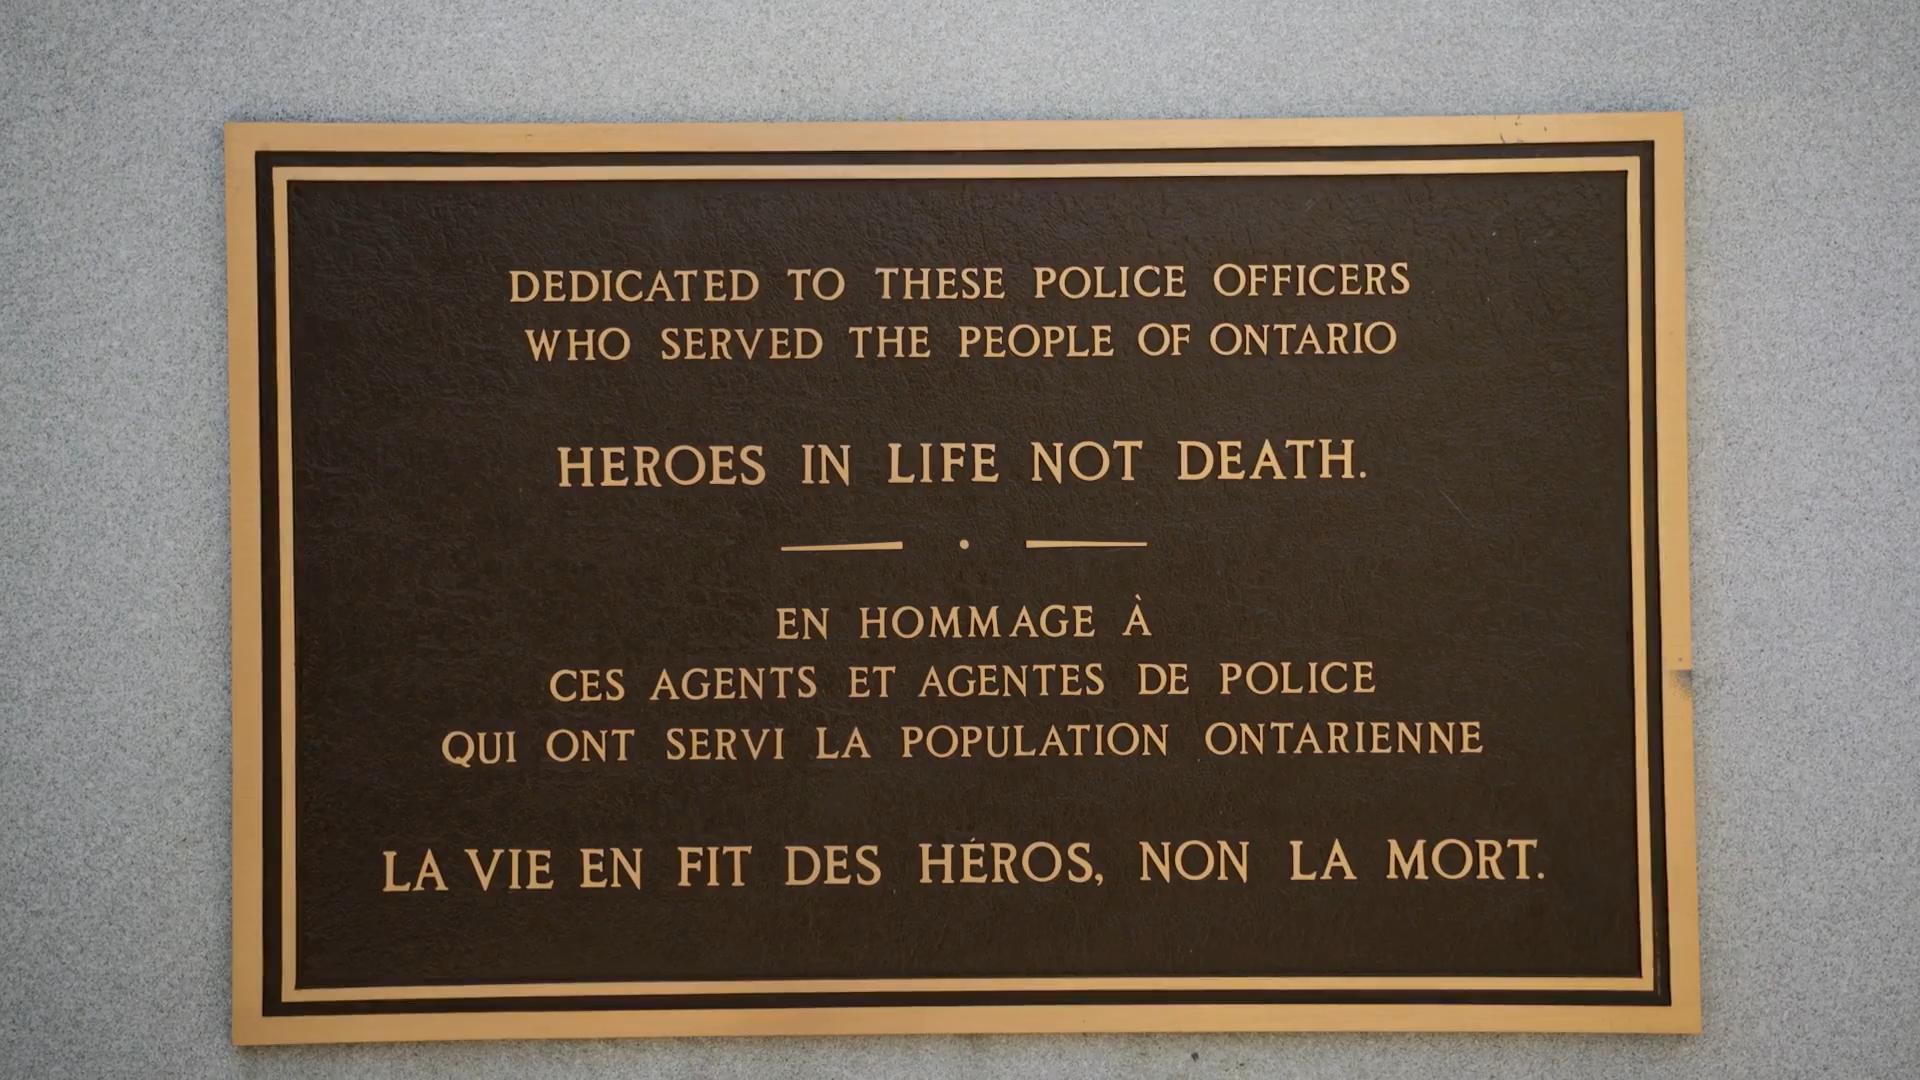 DEDICATED TO THESE POLICE OFFICERS
WHO SERVED THE PEOPLE OF ONTARIO
HEROES IN LIFE NOT DEATH.
EN HOMMAGE À
CES AGENTS ET AGENTES DE POLICE
QUI ONT SERVI LA POPULATION ONTARIENNE
LA VIE EN FIT DES HÉROS, NON LA MORT.